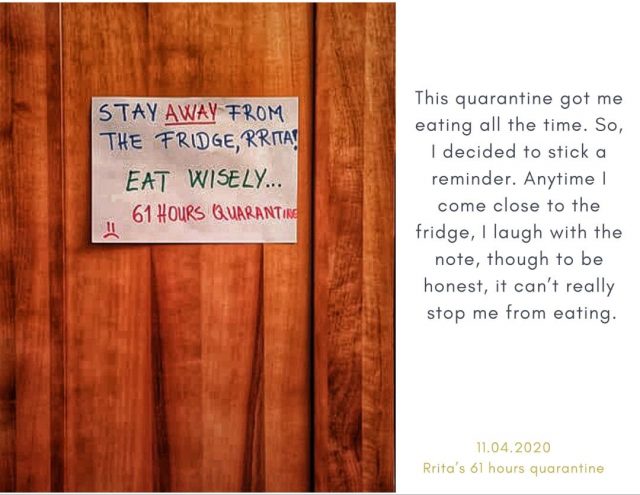 STAY AWAY FROM
THE FRIDGE, RRITA!
EAT WISELY...
61 HOURS QUARANTINE
This quarantine got me
eating all the time. So,
I decided to stick a
reminder. Anytime I
come close to the
fridge, I laugh with the
note, though to be
honest, it can't really
stop me from eating.
11.04.2020
Rrita's 61 hours quarantine